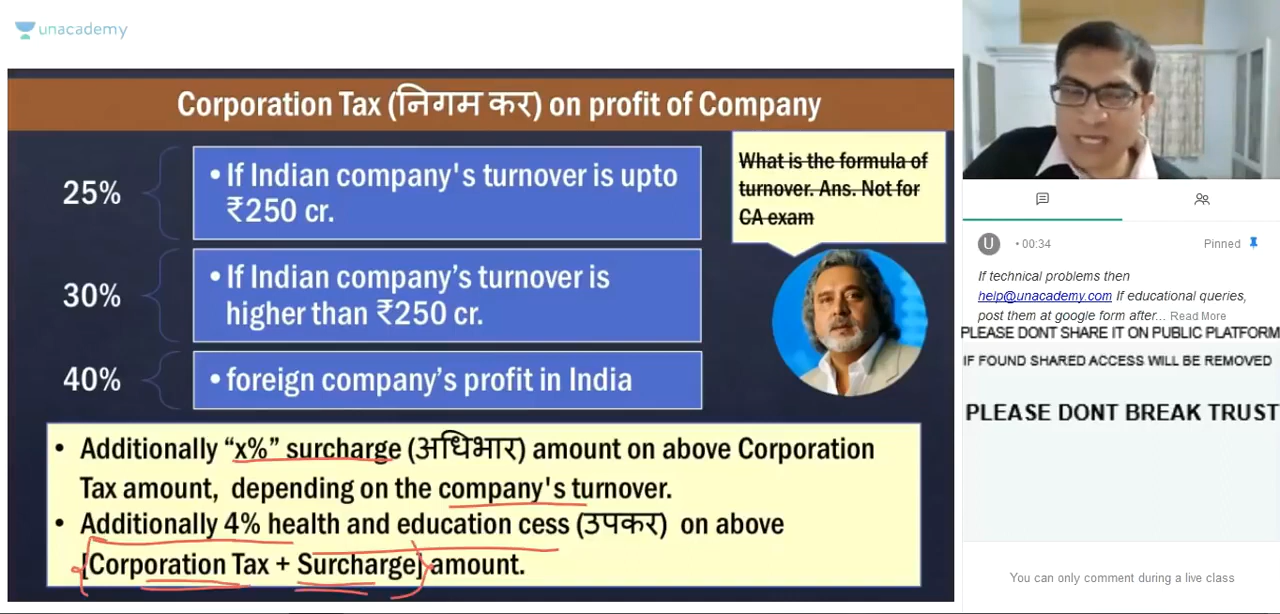 unacademy
Corporation Tax (निगम कर) on profit of Company
25%
• If Indian company's turnover is upto
₹250 cr.
30%
• If Indian company's turnover is
higher than ₹250 cr.
40%
• foreign company's profit in India
What is the formula of
turnover. Ans. Not for
CA exam
• Additionally “x%” surcharge (अधिभार) amount on above Corporation
Tax amount, depending on the company's turnover.
• Additionally 4% health and education cess (उपकर) on above
[Corporation Tax + Surcharge] amount.
U • 00:34 Pinned
If technical problems then
help@unacademy.com If educational queries,
post them at google form after... Read More
PLEASE DONT SHARE IT ON PUBLIC PLATFORM
IF FOUND SHARED ACCESS WILL BE REMOVED
PLEASE DONT BREAK TRUST
You can only comment during a live class